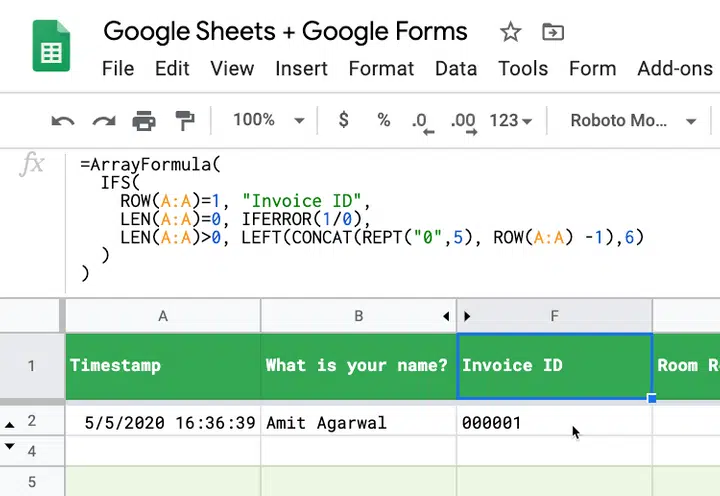 Google Sheets + Google Forms
File Edit View Insert Format Data Tools Form Add-ons
100% $ % .0 .00 123 Roboto Mo...
fx
=ArrayFormula(
IFS(
ROW(A:A)=1, "Invoice ID",
LEN(A:A)=0, IFERROR(1/0),
LEN(A:A)>0, LEFT(CONCAT(REPT("0",5), ROW(A:A) -1),6)
)
)
A B F
1 Timestamp What is your name? Invoice ID Room R
2 5/5/2020 16:36:39 Amit Agarwal 000001
4
5